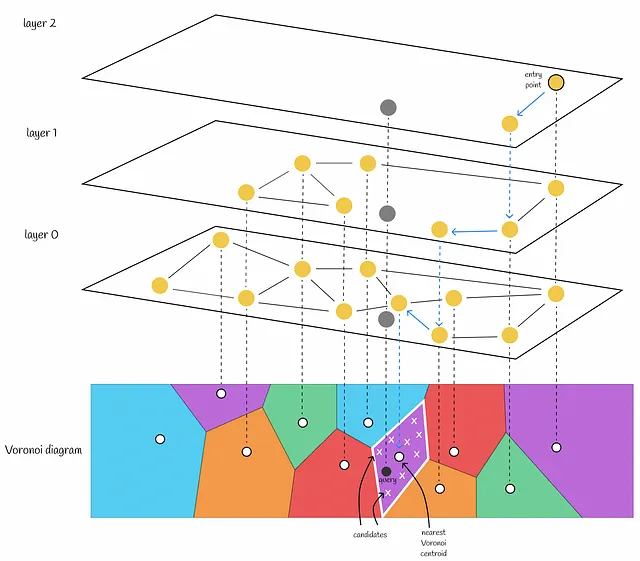 layer 2
entry
point
layer 1
layer 0
Voronoi diagram
x x x x x x x x x
query
candidates
nearest
Voronoi
centroid